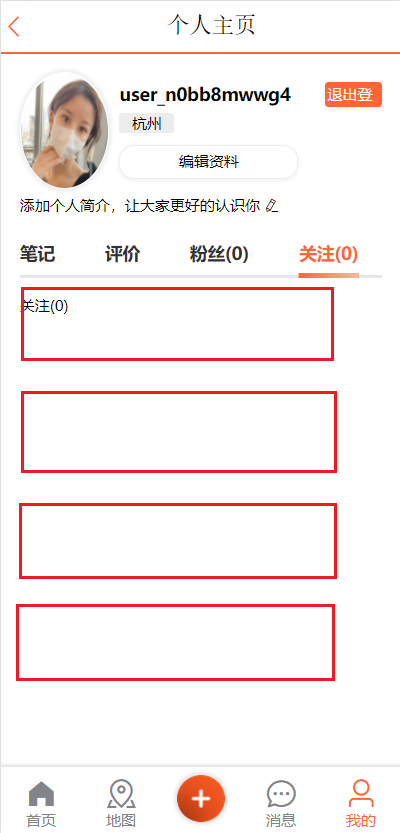 个人主页
user_n0bb8mwwg4
退出登
杭州
编辑资料
添加个人简介，让大家更好的认识你
笔记 评价 粉丝(0) 关注(0)
关注(0)
首页 地图 消息 我的